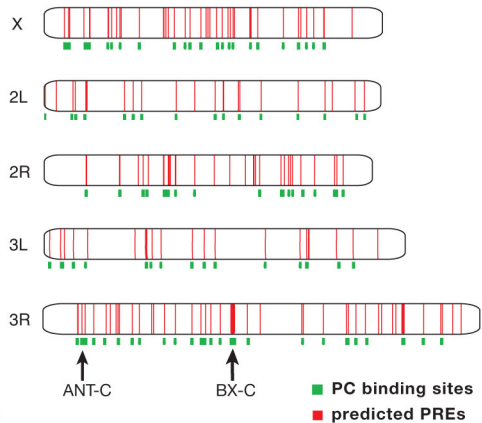 X
2L
2R
3L
3R
ANT-C
BX-C
PC binding sites
predicted PREs